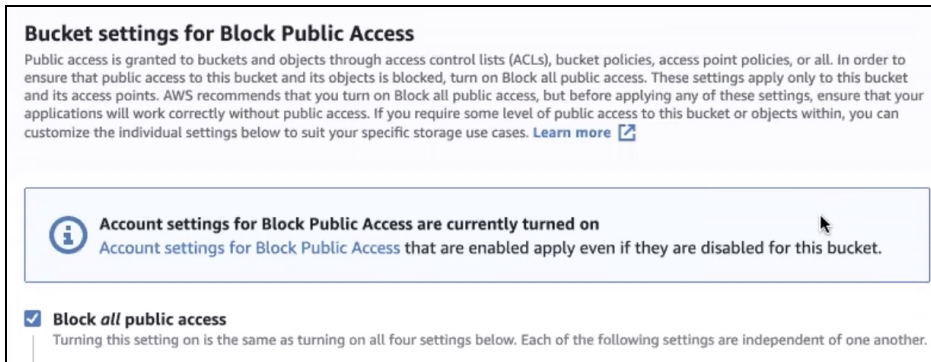 Bucket settings for Block Public Access
Public access is granted to buckets and objects through access control lists (ACLs), bucket policies, access point policies, or all. In order to
ensure that public access to this bucket and its objects is blocked, turn on Block all public access. These settings apply only to this bucket
and its access points. AWS recommends that you turn on Block all public access, but before applying any of these settings, ensure that your
applications will work correctly without public access. If you require some level of public access to this bucket or objects within, you can
customize the individual settings below to suit your specific storage use cases. Learn more
Account settings for Block Public Access are currently turned on
Account settings for Block Public Access that are enabled apply even if they are disabled for this bucket.
Block all public access
Turning this setting on is the same as turning on all four settings below. Each of the following settings are independent of one another.